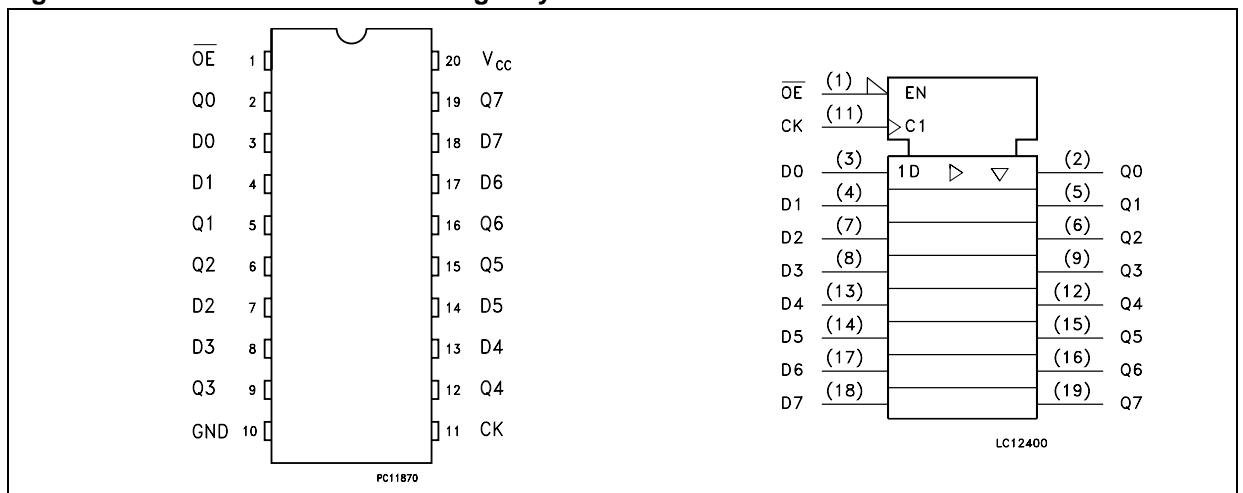 O̅E̅ 1 20 VCC
Q0 2 19 Q7
D0 3 18 D7
D1 4 17 D6
Q1 5 16 Q6
Q2 6 15 Q5
D2 7 14 D5
D3 8 13 D4
Q3 9 12 Q4
GND 10 11 CK
PC11870
O̅E̅ (1) EN
CK (11) C1
D0 (3) 1D (2) Q0
D1 (4) (5) Q1
D2 (7) (6) Q2
D3 (8) (9) Q3
D4 (13) (12) Q4
D5 (14) (15) Q5
D6 (17) (16) Q6
D7 (18) (19) Q7
LC12400